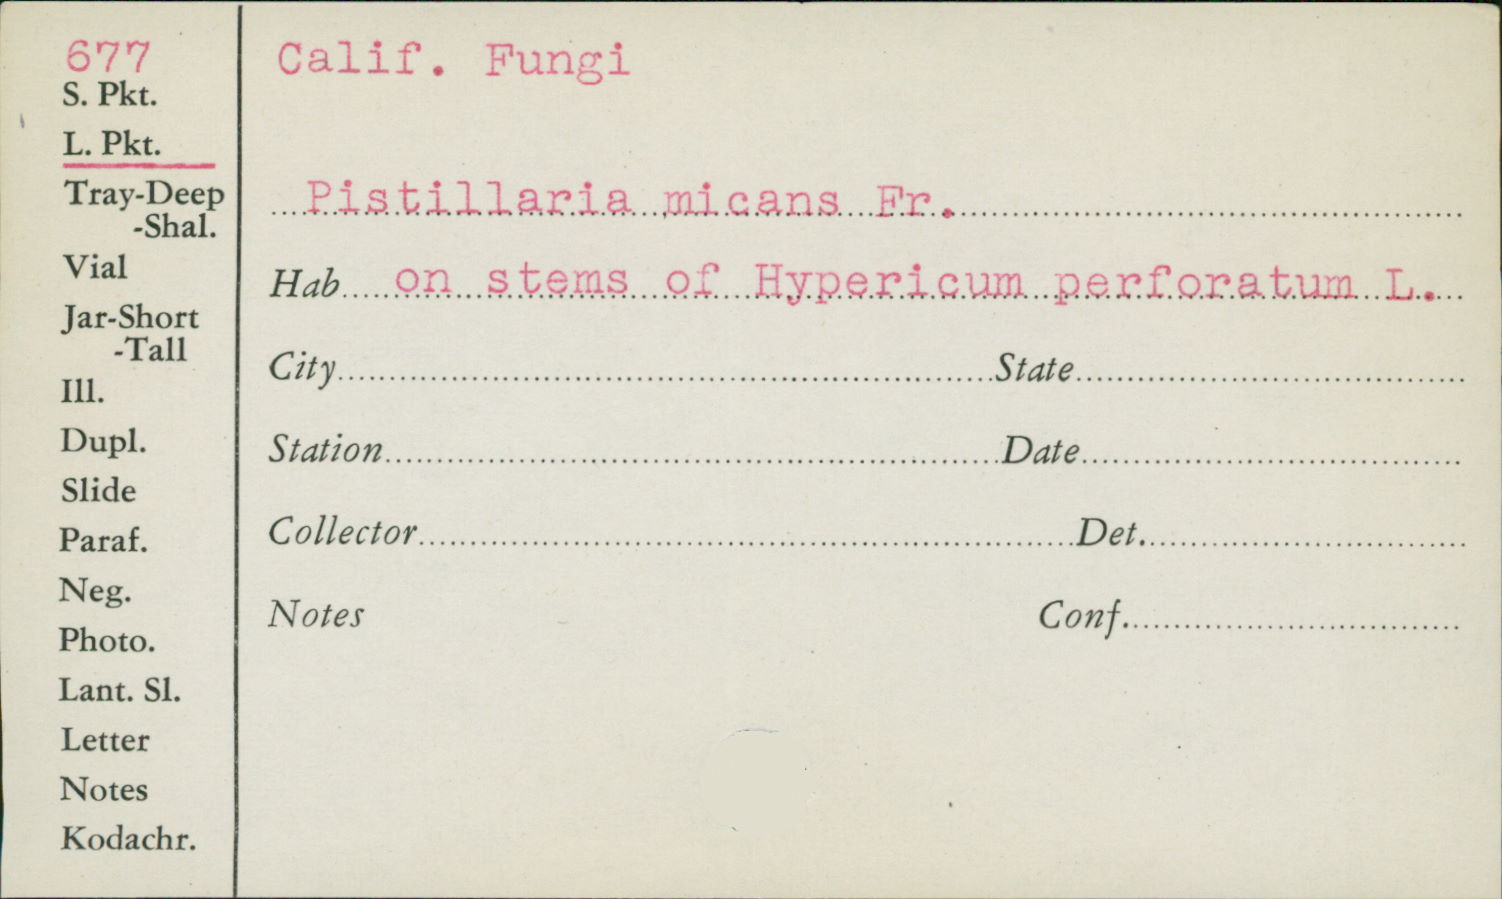 677
S. Pkt.
L. Pkt.
Tray-Deep
-Shal.
Vial
Jar-Short
-Tall
Ill.
Dupl.
Slide
Paraf.
Neg.
Photo.
Lant. Sl.
Letter
Notes
Kodachr.
Calif. Fungi
Pistillaria micans Fr.
Hab on stems of Hypericum perforatum L.
City State
Station Date
Collector Det.
Notes Conf.